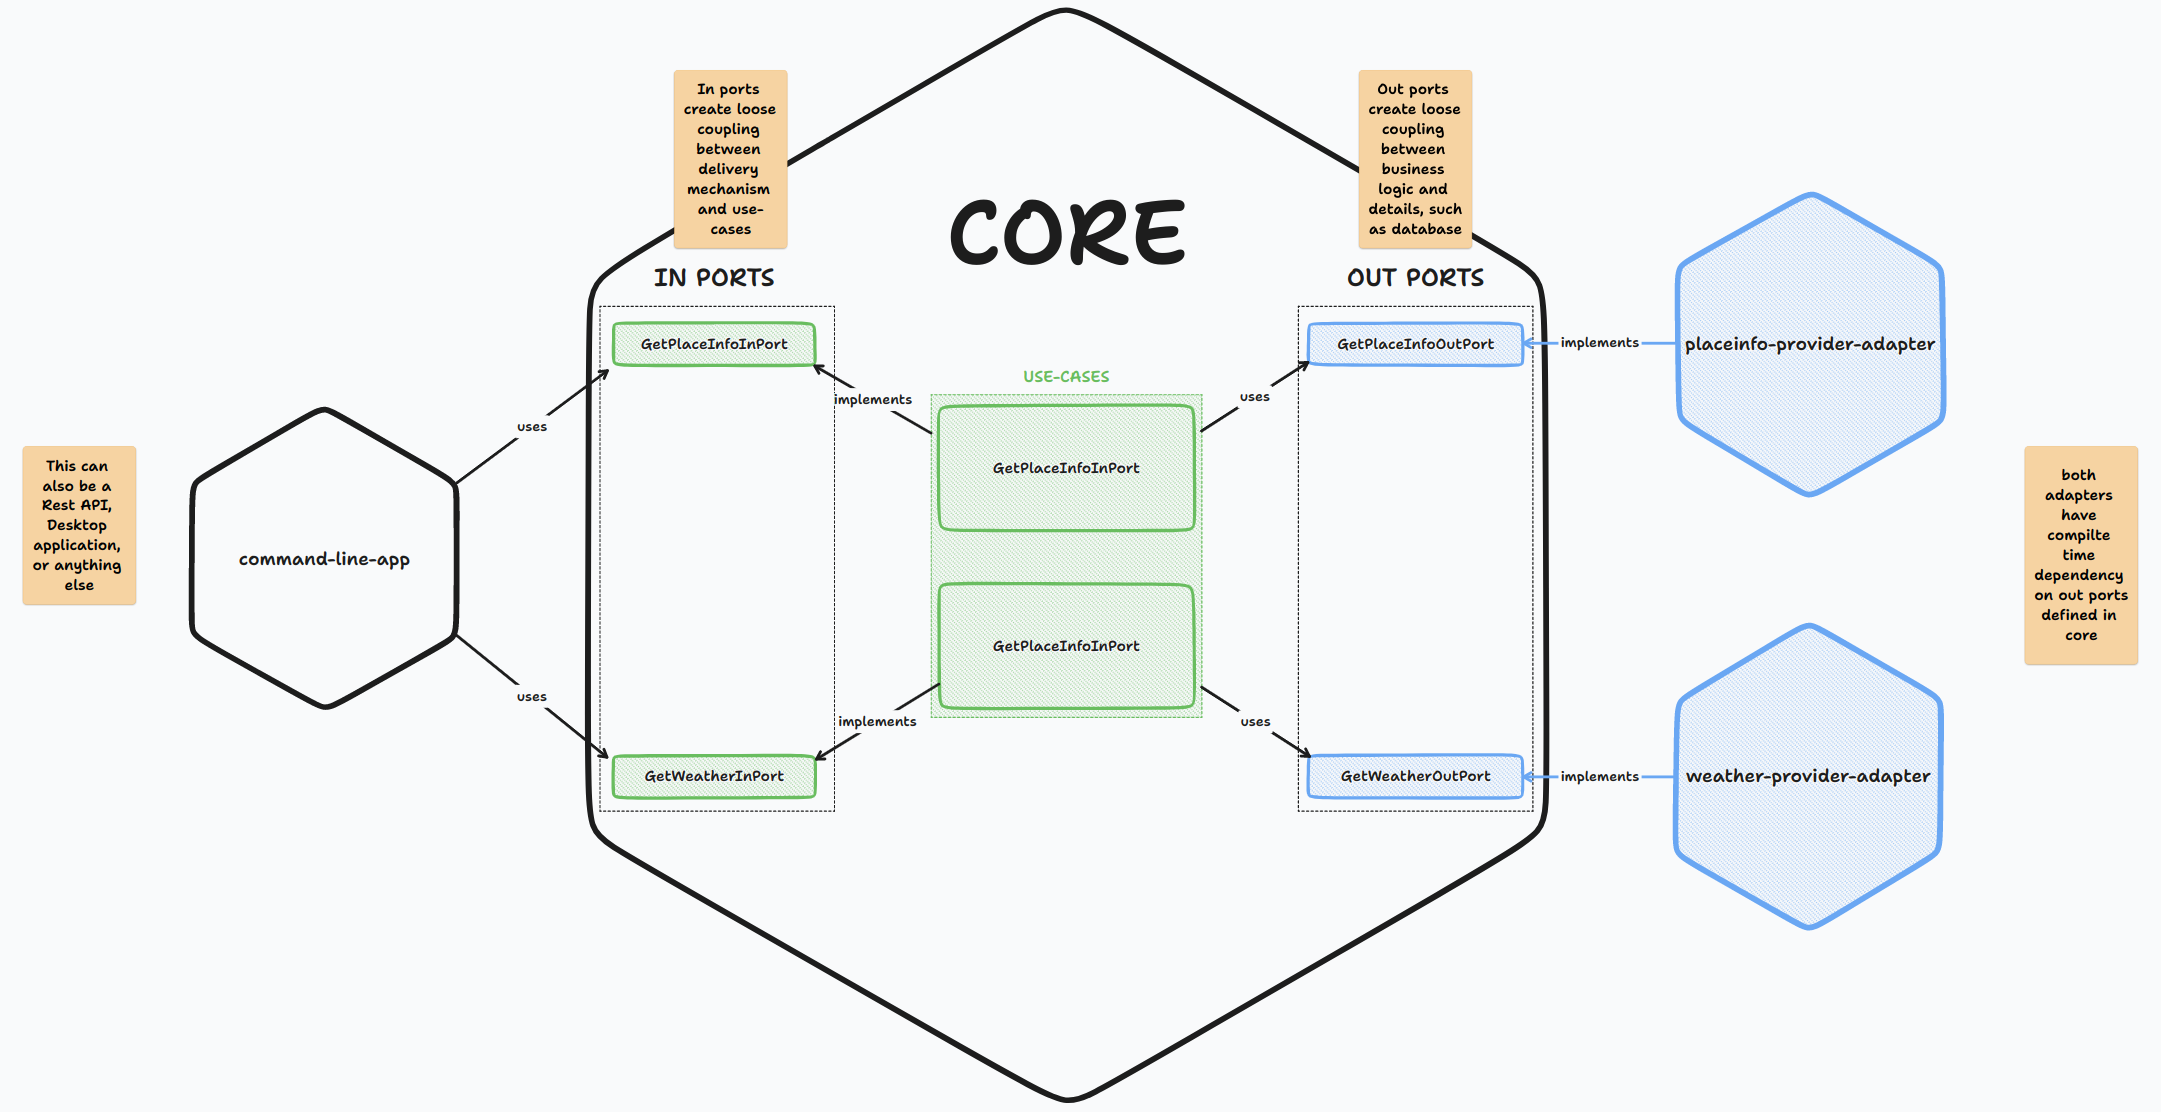 In ports
create loose
coupling
between
delivery
mechanism
and use-
cases
Out ports
create loose
coupling
between
business
logic and
details, such
as database
CORE
IN PORTS
OUT PORTS
GetPlaceInfoInPort
GetPlaceInfoOutPort
implements
placeinfo-provider-adapter
USE-CASES
implements
uses
uses
GetPlaceInfoInPort
This can
also be a
Rest API,
Desktop
application,
or anything
else
command-line-app
both
adapters
have
compilte
time
dependency
on out ports
defined in
core
GetPlaceInfoInPort
uses
implements
uses
GetWeatherInPort
GetWeatherOutPort
implements
weather-provider-adapter